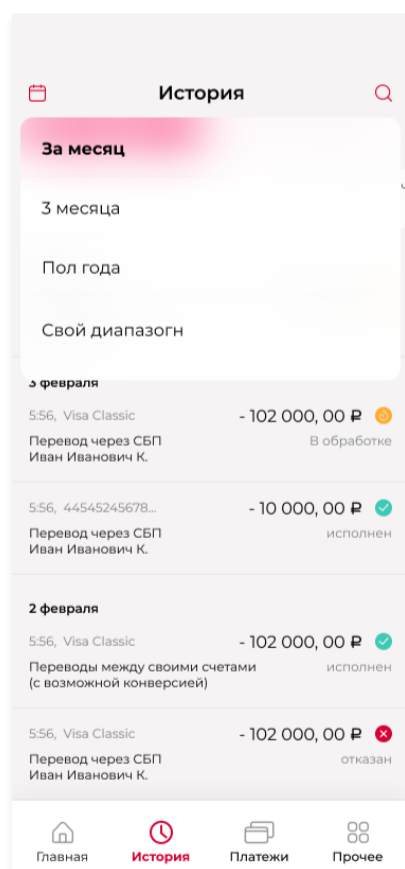 История
За месяц
3 месяца
Пол года
Свой диапазогн
3 февраля
5:56, Visa Classic - 102 000, 00 ₽
Перевод через СБП В обработке
Иван Иванович К.
5:56, 44545245678... - 10 000, 00 ₽
Перевод через СБП исполнен
Иван Иванович К.
2 февраля
5:56, Visa Classic - 102 000, 00 ₽
Переводы между своими счетами исполнен
(с возможной конверсией)
5:56, Visa Classic - 102 000, 00 ₽
Перевод через СБП отказан
Иван Иванович К.
Главная История Платежи Прочее